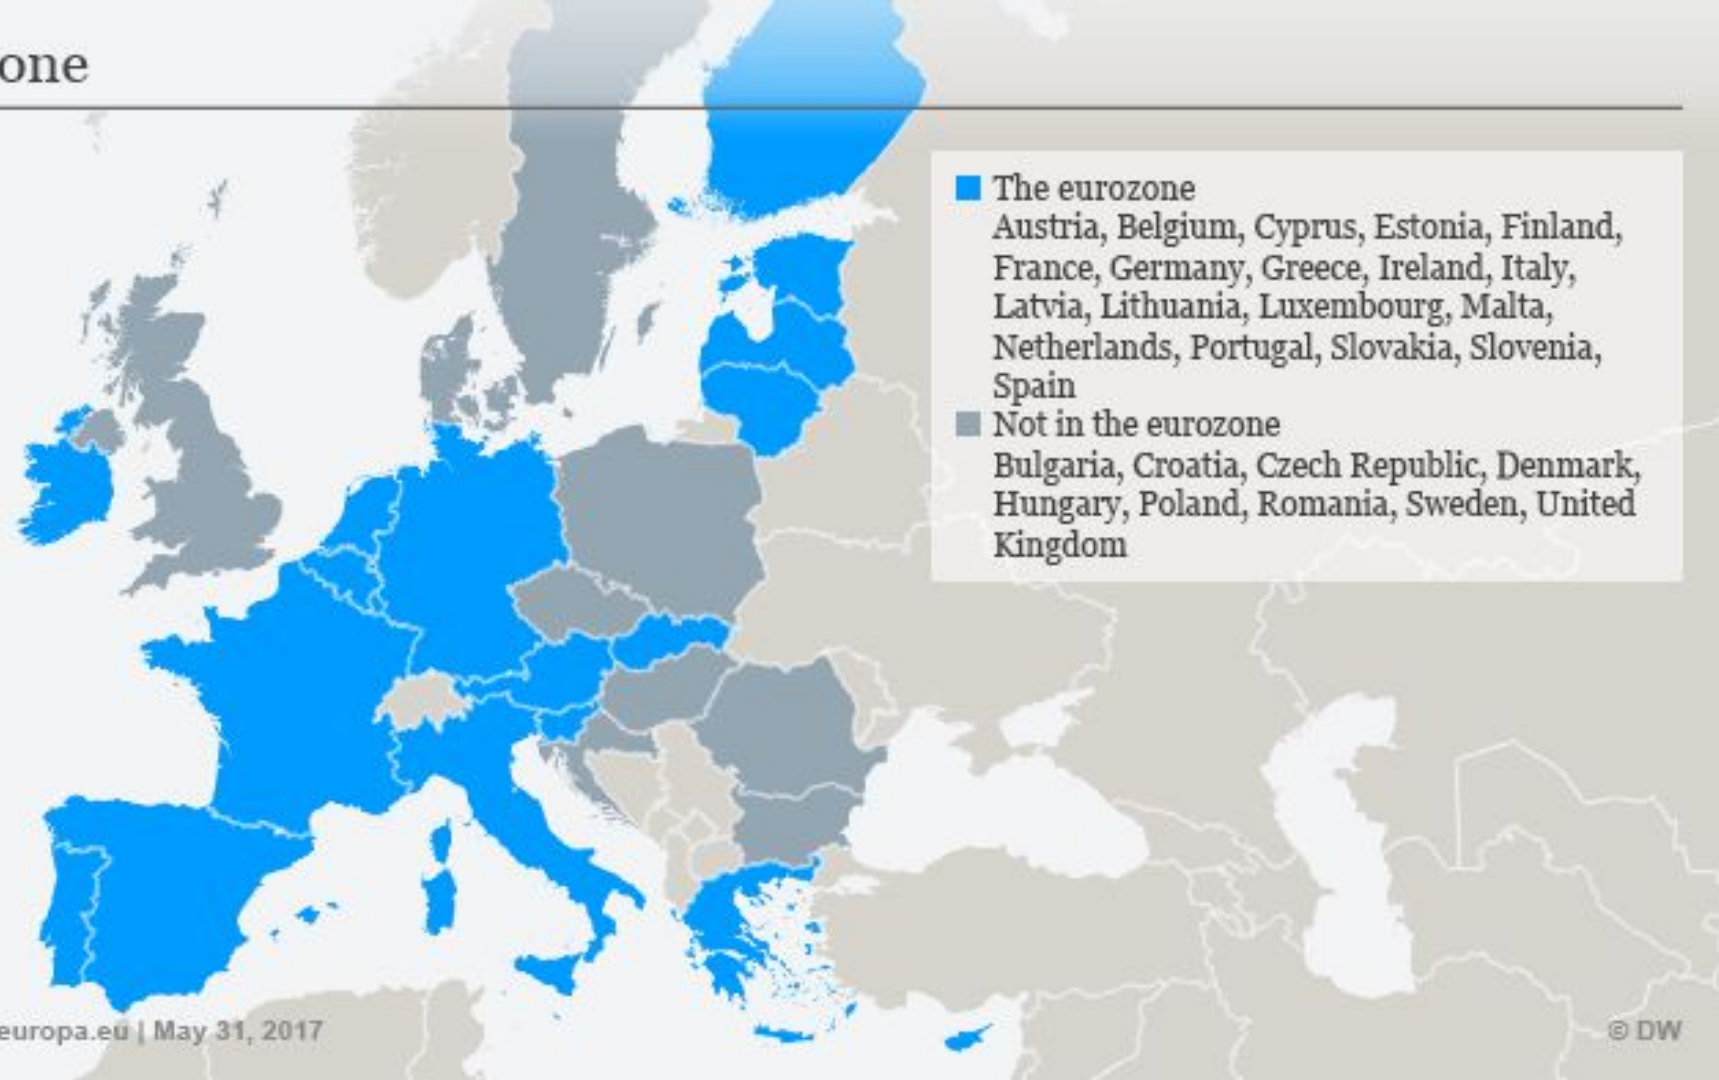 one
The eurozone
Austria, Belgium, Cyprus, Estonia, Finland,
France, Germany, Greece, Ireland, Italy,
Latvia, Lithuania, Luxembourg, Malta,
Netherlands, Portugal, Slovakia, Slovenia,
Spain
Not in the eurozone
Bulgaria, Croatia, Czech Republic, Denmark,
Hungary, Poland, Romania, Sweden, United
Kingdom
europa.eu | May 31, 2017
© DW